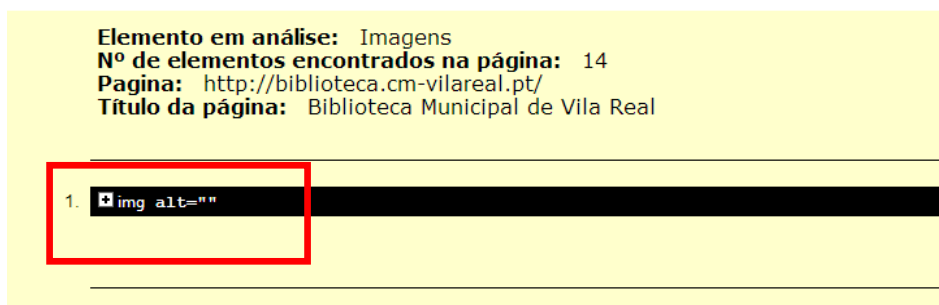 Elemento em análise: Imagens
Nº de elementos encontrados na página: 14
Pagina: http://biblioteca.cm-vilareal.pt/
Título da página: Biblioteca Municipal de Vila Real
1. img alt=""